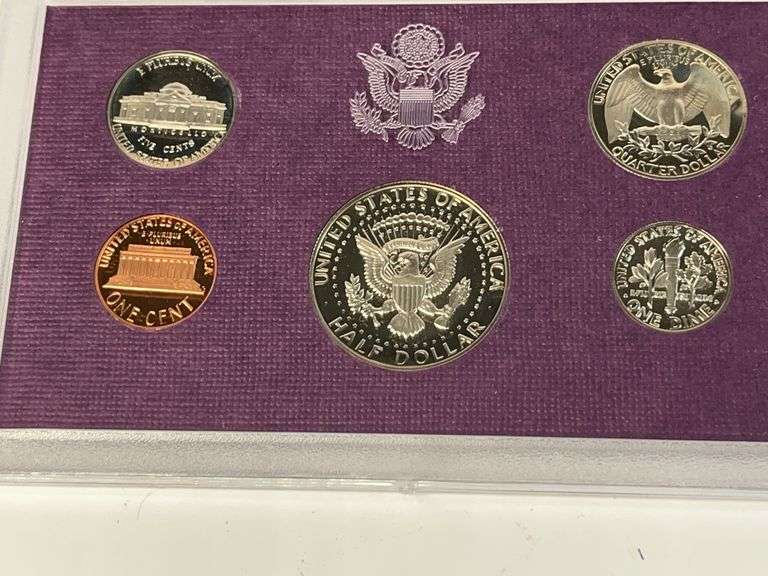 E PLURIBUS UNUM
MONTICELLO
FIVE CENTS
UNITED STATES OF AMERICA
UNITED STATES OF AMERICA
E PLURIBUS
UNUM
QUARTER DOLLAR
UNITED STATES OF AMERICA
E PLURIBUS
UNUM
ONE CENT
UNITED STATES OF AMERICA
HALF DOLLAR
UNITED STATES OF AMERICA
ONE DIME